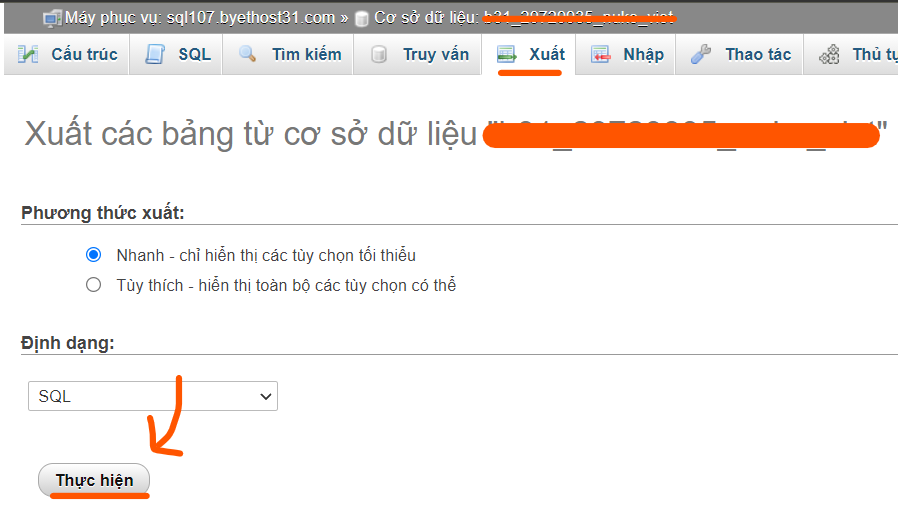 Máy phục vụ: sql107.byethost31.com » Cơ sở dữ liệu:
Cấu trúc SQL Tìm kiếm Truy vấn Xuất Nhập Thao tác Thủ
Xuất các bảng từ cơ sở dữ liệu
Phương thức xuất:
Nhanh - chỉ hiển thị các tùy chọn tối thiểu
Tùy thích - hiển thị toàn bộ các tùy chọn có thể
Định dạng:
SQL
Thực hiện